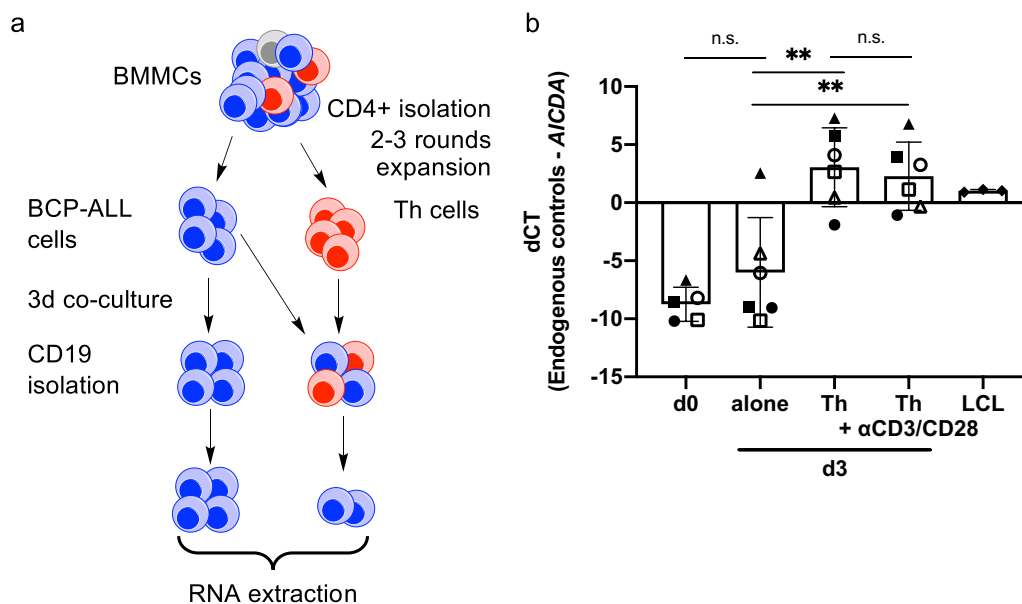 a
BMMCs
CD4+ isolation
2-3 rounds
expansion
BCP-ALL
cells
Th cells
3d co-culture
CD19
isolation
RNA extraction
b
n.s.
**
n.s.
**
dCT
(Endogenous controls - AICDA)
10
5
0
-5
-10
-15
d0
alone
Th
Th
LCL
+ αCD3/CD28
d3